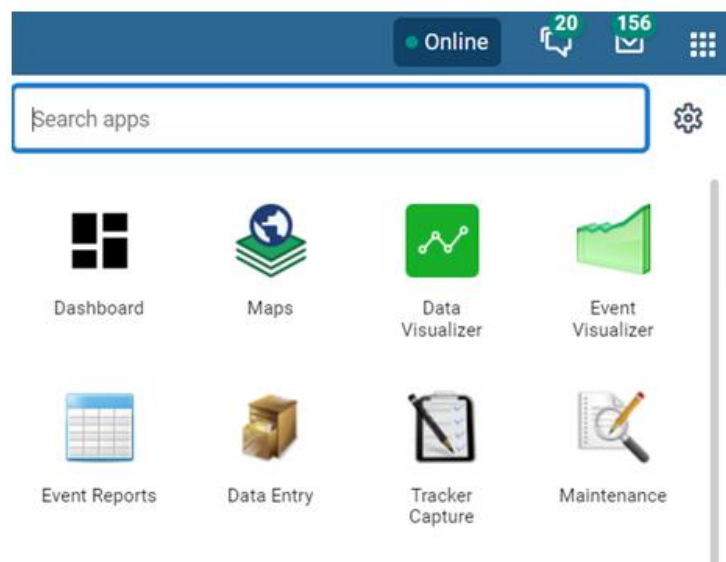 Online
20
156
Search apps
Dashboard
Maps
Data
Visualizer
Event
Visualizer
Event Reports
Data Entry
Tracker
Capture
Maintenance